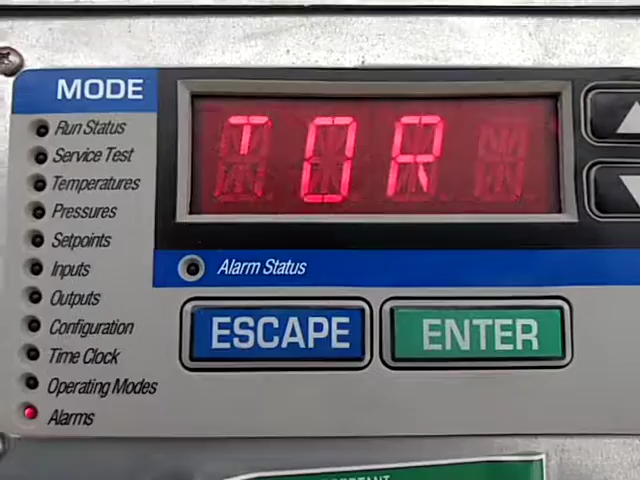 MODE
TOR
Run Status
Service Test
Temperatures
Pressures
Setpoints
Inputs
Alarm Status
Outputs
Configuration
ESCAPE
ENTER
Time Clock
Operating Modes
Alarms